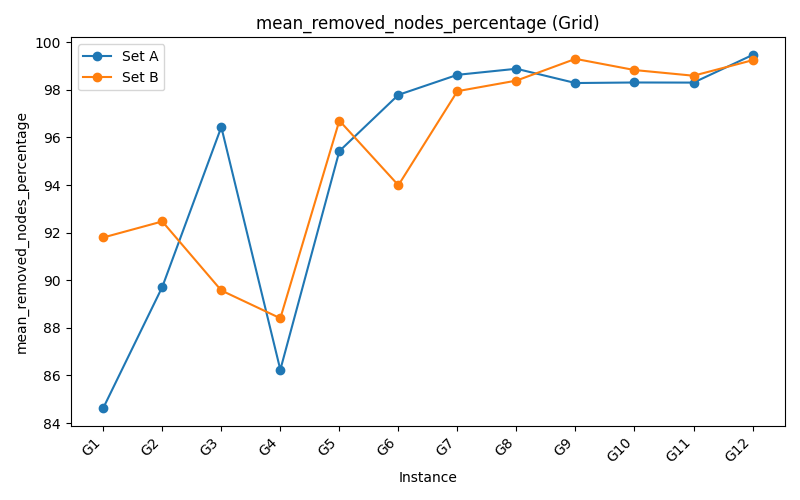 mean_removed_nodes_percentage (Grid)
Set A
Set B
mean_removed_nodes_percentage
100
98
96
94
92
90
88
86
84
G1
G2
G3
G4
G5
G6
G7
G8
G9
G10
G11
G12
Instance